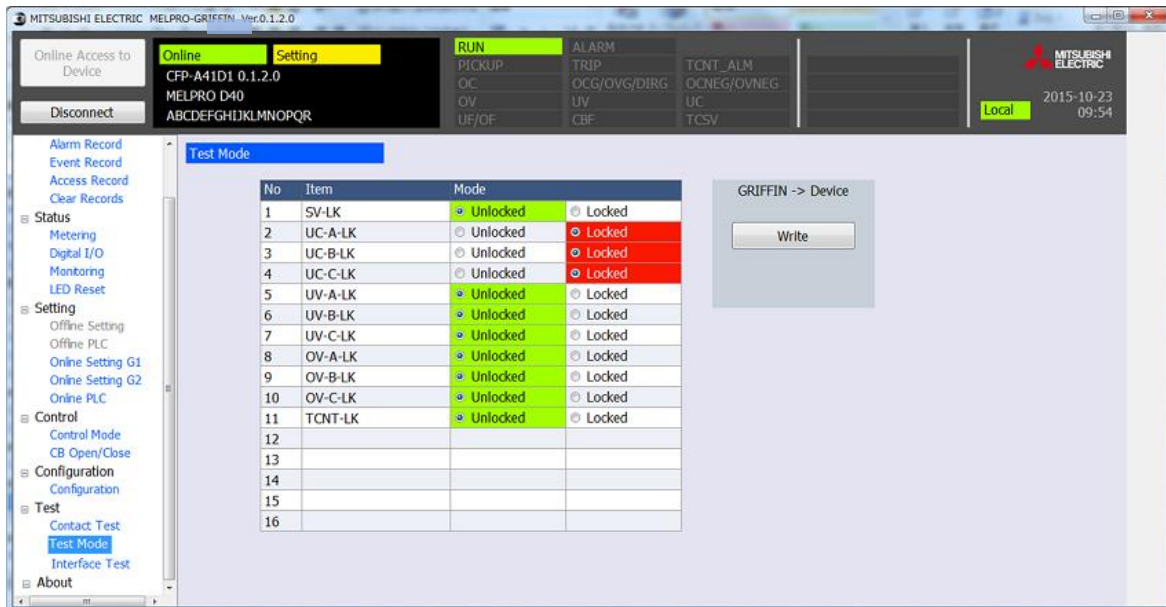 MITSUBISHI ELECTRIC MELPRO-GRIFFIN Ver.0.1.2.0
Online Access to
Device
Disconnect
Online Setting
CFP-A41D1 0.1.2.0
MELPRO D40
ABCDEFGHIJKLMNOPQR
RUN ALARM
PICKUP TRIP TCNT_ALM
OC OCG/OVG/DIRG OCNEG/OVNEG
OV UV UC
UF/OF CBF TCSV
MITSUBISHI
ELECTRIC
2015-10-23
Local 09:54
Alarm Record
Event Record
Access Record
Clear Records
Status
Metering
Digital I/O
Monitoring
LED Reset
Setting
Offline Setting
Offline PLC
Online Setting G1
Online Setting G2
Online PLC
Control
Control Mode
CB Open/Close
Configuration
Configuration
Test
Contact Test
Test Mode
Interface Test
About
Test Mode
No Item Mode
1 SV-LK Unlocked Locked
2 UC-A-LK Unlocked Locked
3 UC-B-LK Unlocked Locked
4 UC-C-LK Unlocked Locked
5 UV-A-LK Unlocked Locked
6 UV-B-LK Unlocked Locked
7 UV-C-LK Unlocked Locked
8 OV-A-LK Unlocked Locked
9 OV-B-LK Unlocked Locked
10 OV-C-LK Unlocked Locked
11 TCNT-LK Unlocked Locked
12
13
14
15
16
GRIFFIN -> Device
Write